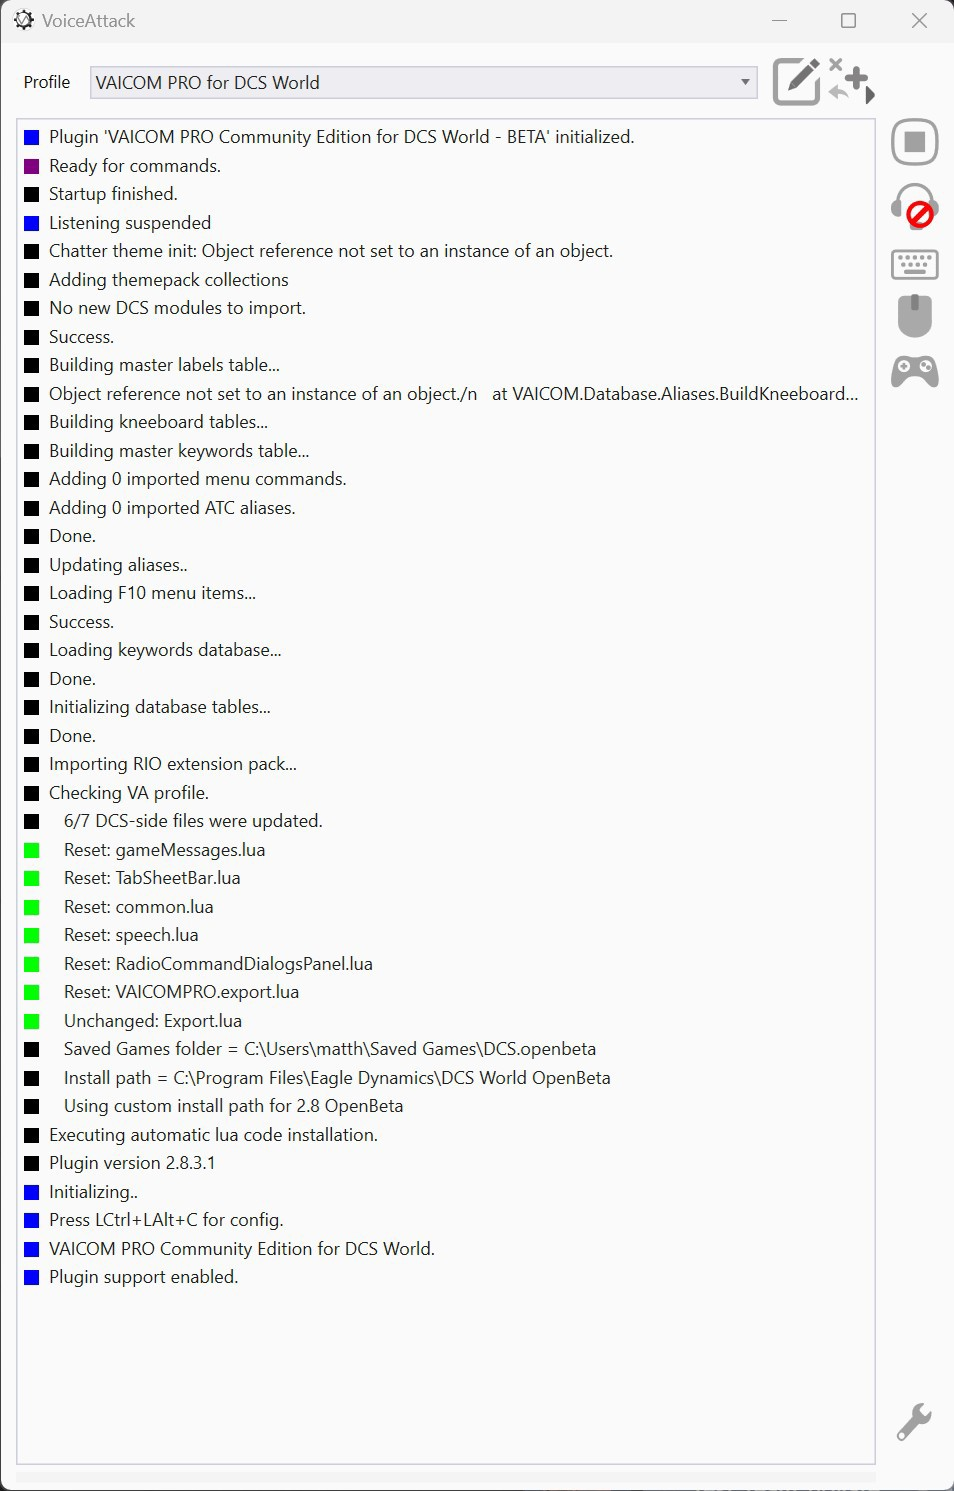 VoiceAttack
Profile
VAICOM PRO for DCS World
Plugin 'VAICOM PRO Community Edition for DCS World - BETA' initialized.
Ready for commands.
Startup finished.
Listening suspended
Chatter theme init: Object reference not set to an instance of an object.
Adding themepack collections
No new DCS modules to import.
Success.
Building master labels table...
Object reference not set to an instance of an object./n   at VAICOM.Database.Aliases.BuildKneeboard...
Building kneeboard tables...
Building master keywords table...
Adding 0 imported menu commands.
Adding 0 imported ATC aliases.
Done.
Updating aliases..
Loading F10 menu items...
Success.
Loading keywords database...
Done.
Initializing database tables...
Done.
Importing RIO extension pack...
Checking VA profile.
6/7 DCS-side files were updated.
Reset: gameMessages.lua
Reset: TabSheetBar.lua
Reset: common.lua
Reset: speech.lua
Reset: RadioCommandDialogsPanel.lua
Reset: VAICOMPRO.export.lua
Unchanged: Export.lua
Saved Games folder = C:\Users\matth\Saved Games\DCS.openbeta
Install path = C:\Program Files\Eagle Dynamics\DCS World OpenBeta
Using custom install path for 2.8 OpenBeta
Executing automatic lua code installation.
Plugin version 2.8.3.1
Initializing..
Press LCtrl+LAlt+C for config.
VAICOM PRO Community Edition for DCS World.
Plugin support enabled.